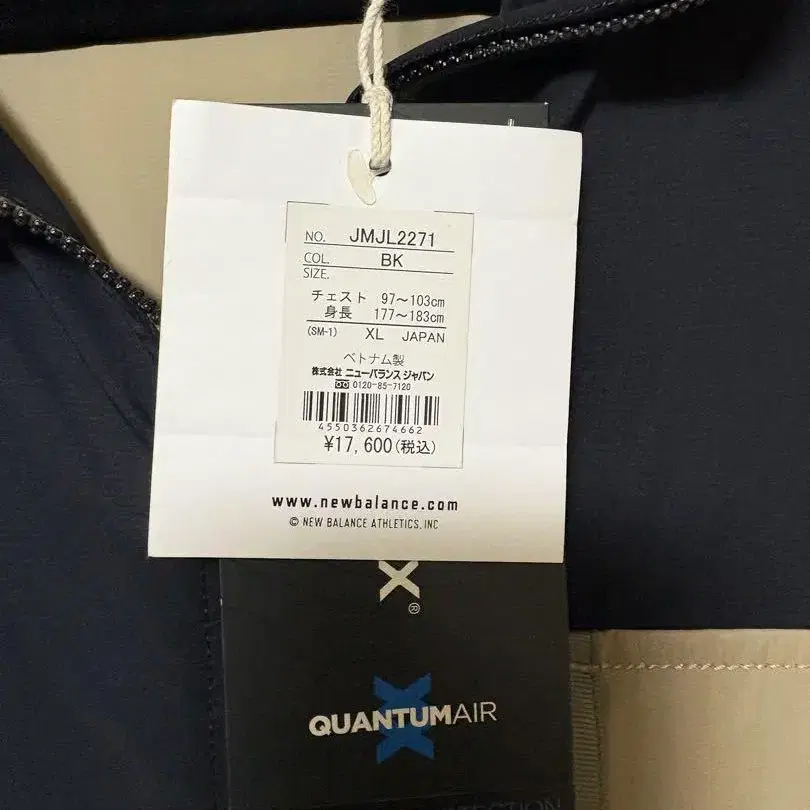 NO. JMJL2271
COL. BK
SIZE.
チェスト 97～103cm
身長 177～183cm
(SM-1) XL JAPAN
ベトナム製
株式会社 ニューバランス ジャパン
0120-85-7120
4550362674662
¥17,600(税込)
www.newbalance.com
© NEW BALANCE ATHLETICS, INC
X®
QUANTUMAIR